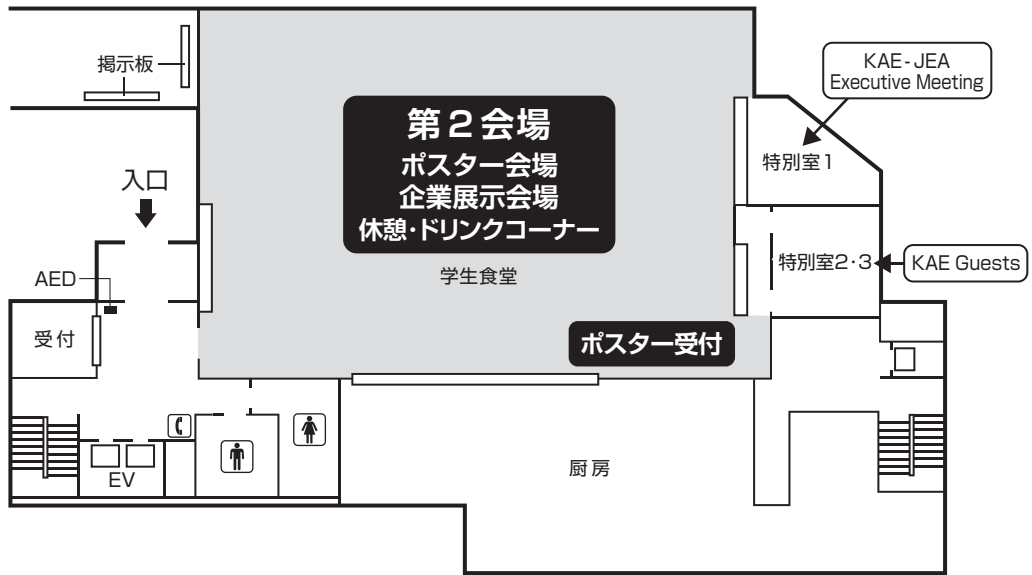 掲示板
KAE-JEA
Executive Meeting
第2会場
ポスター会場
企業展示会場
休憩・ドリンクコーナー
特別室1
入口
AED
学生食堂
特別室2・3
KAE Guests
受付
ポスター受付
EV
厨房